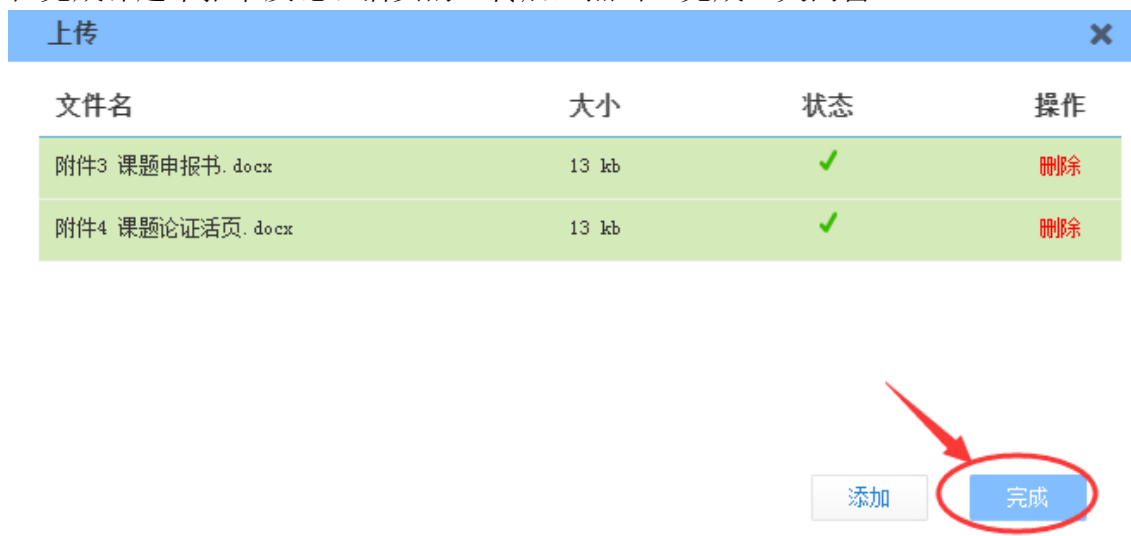 上传
文件名 大小 状态 操作
附件3 课题申报书.docx 13 kb 删除
附件4 课题论证活页.docx 13 kb 删除
添加 完成